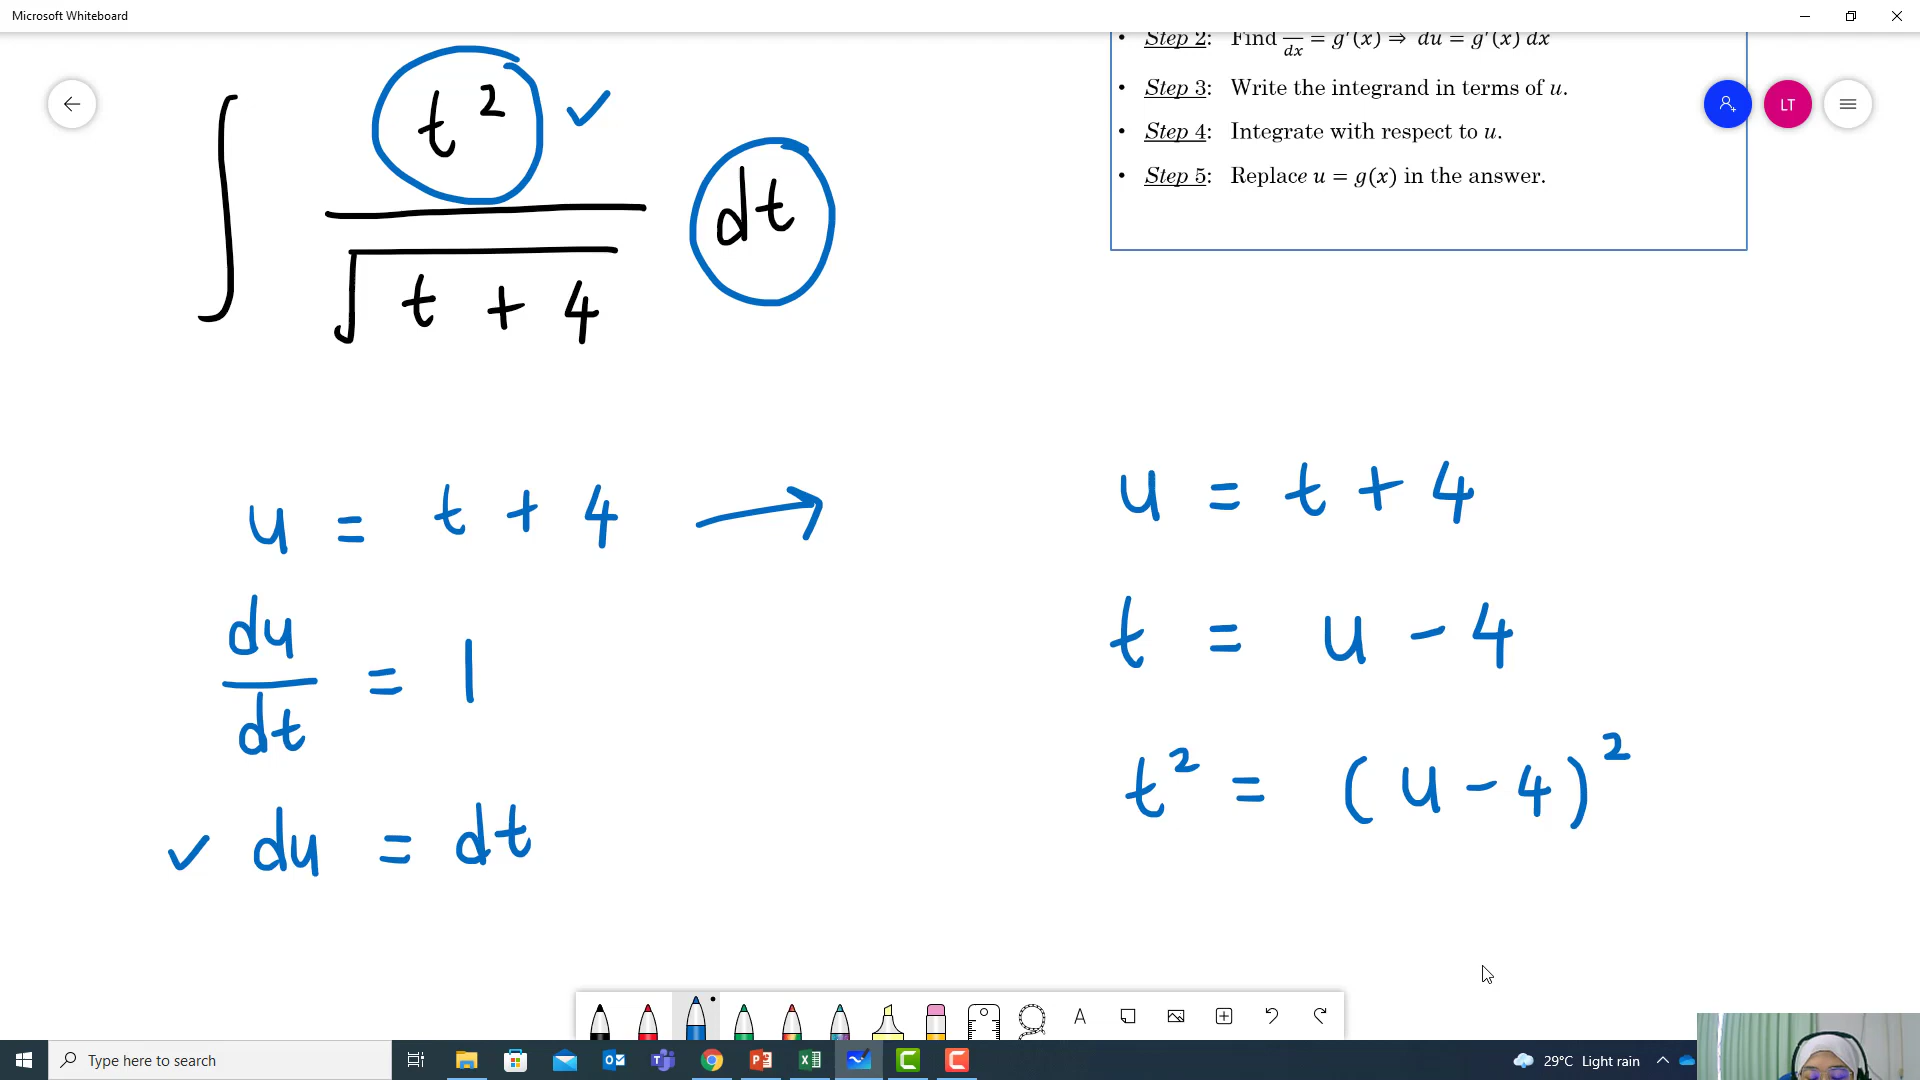 Microsoft Whiteboard
• Step 2: Find dx = g′(x) ⇒ du = g′(x) dx
• Step 3: Write the integrand in terms of u.
• Step 4: Integrate with respect to u.
• Step 5: Replace u = g(x) in the answer.
LT
∫ t² ✓
√t + 4 dt
u = t + 4 →
du
dt = 1
✓ du = dt
u = t + 4
t = u - 4
t² = (u - 4)²
A
Type here to search
29°C Light rain